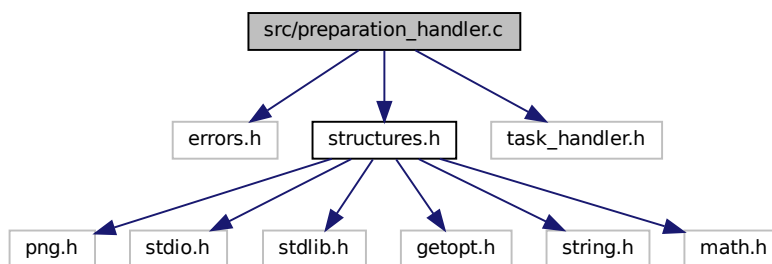 src/preparation_handler.c
errors.h
structures.h
task_handler.h
png.h
stdio.h
stdlib.h
getopt.h
string.h
math.h